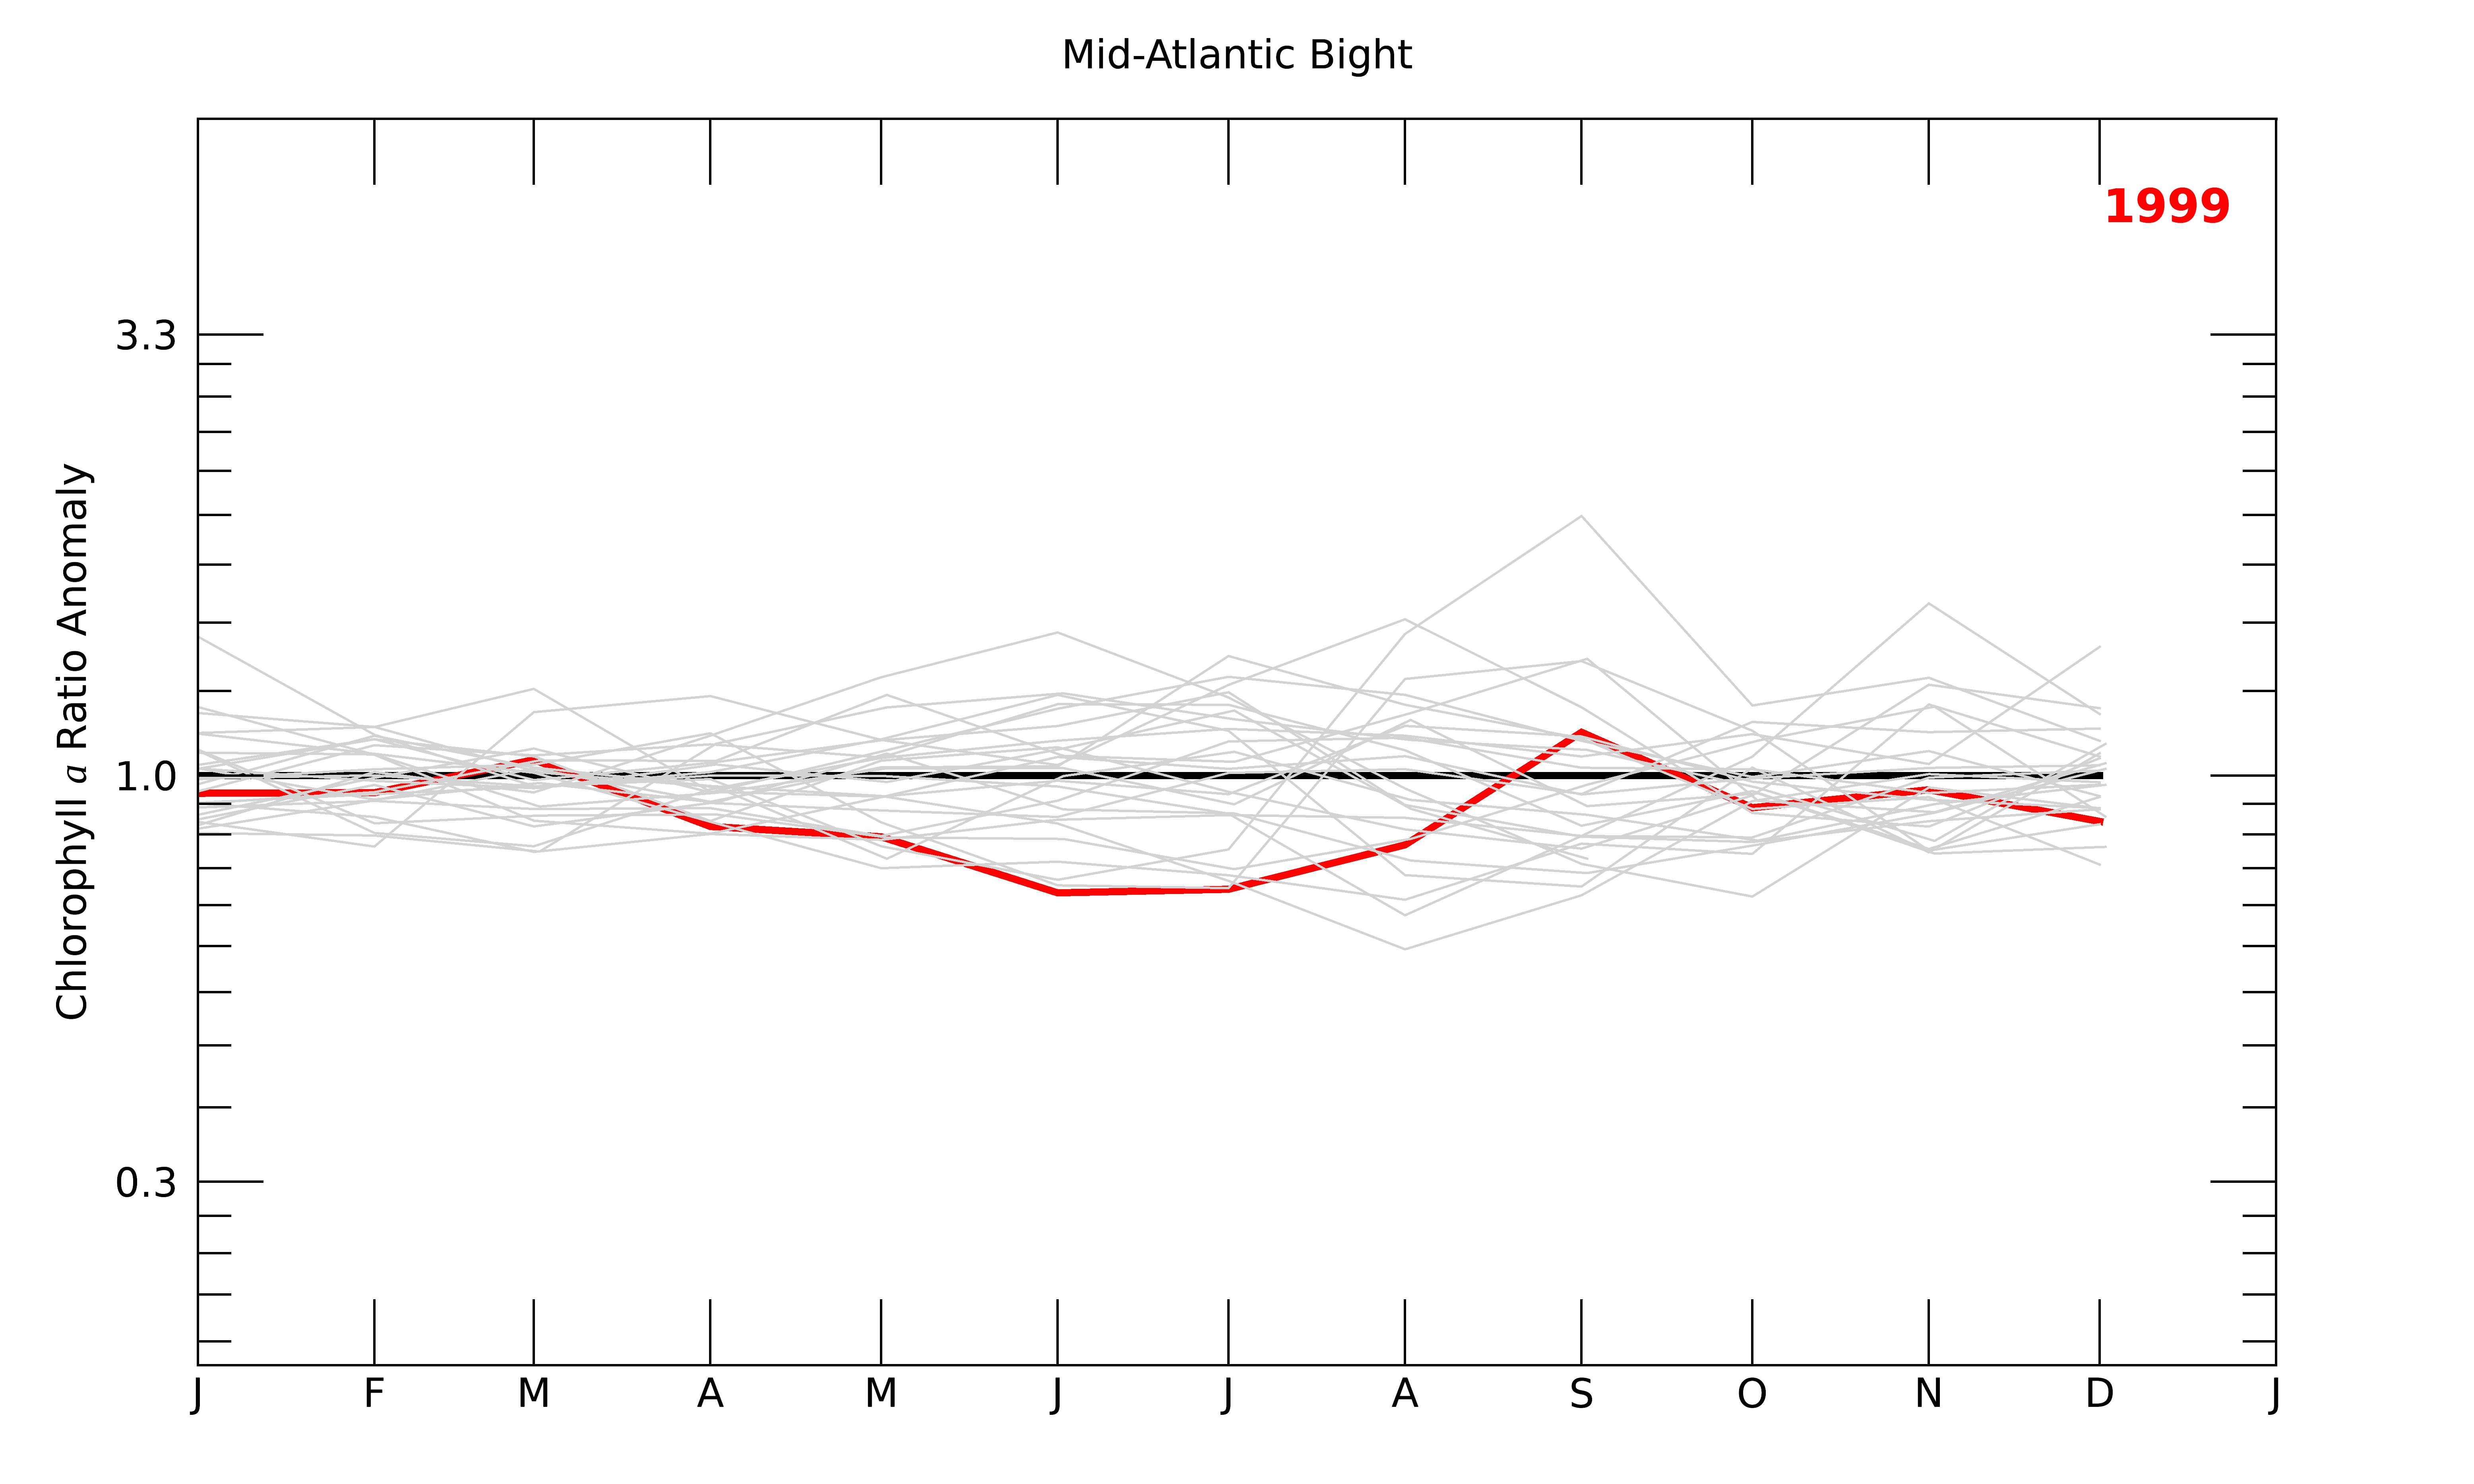 Mid-Atlantic Bight
1999
3.3
1.0
0.3
Chlorophyll a Ratio Anomaly
J F M A M J J A S O N D J